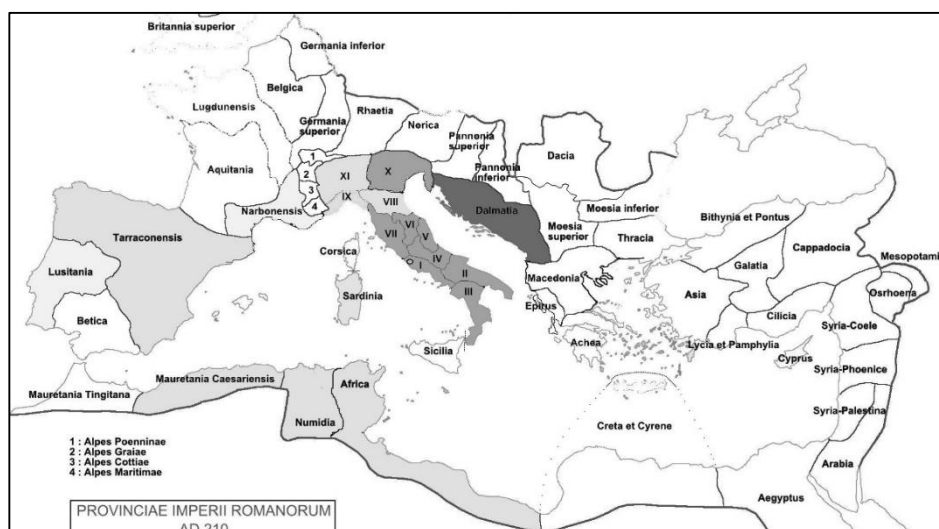 Britannia superior
Germania inferior
Belgica
Lugdunensis
Germania
superior
Rhaetia
Norica
Pannonia
superior
Pannonia
inferior
Dacia
Aquitania
1
2
3
4
XI
X
IX
VIII
Narbonensis
Tarraconensis
Dalmatia
Moesia inferior
Moesia
superior
Thracia
Bithynia et Pontus
Cappadocia
Galatia
Mesopotami
Osrhoena
VI
VII
V
IV
I
II
III
Corsica
Sardinia
Lusitania
Betica
Macedonia
Epirus
Asia
Cilicia
Syria-Coele
Achea
Lycia et Pamphylia
Cyprus
Syria-Phoenice
Sicilia
Mauretania Caesariensis
Africa
Mauretania Tingitana
Numidia
Syria-Palestina
Creta et Cyrene
Arabia
Aegyptus
1 : Alpes Poenninae
2 : Alpes Graiae
3 : Alpes Cottiae
4 : Alpes Maritimae
PROVINCIAE IMPERII ROMANORUM
AD 210